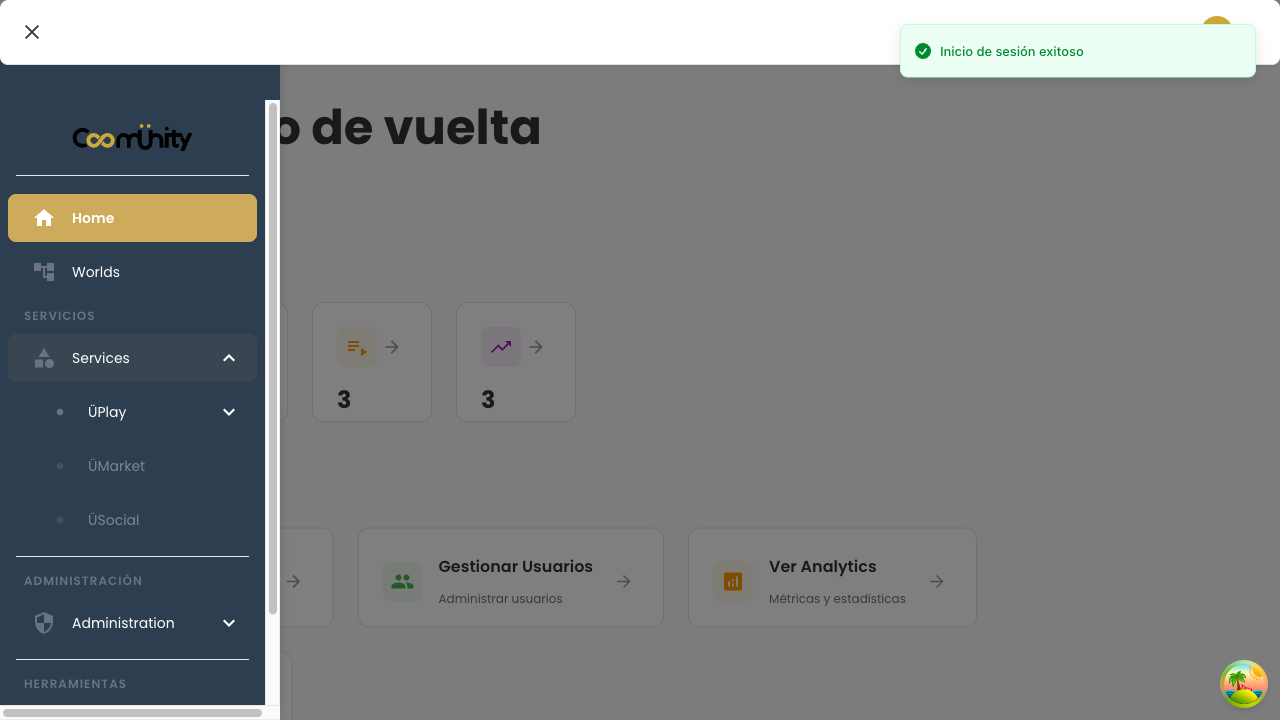 Inicio de sesión exitoso
o de vuelta
CoomÜnity
Home
Worlds
SERVICIOS
Services
ÜPlay
ÜMarket
ÜSocial
ADMINISTRACIÓN
Administration
HERRAMIENTAS
3
3
Gestionar Usuarios
Administrar usuarios
Ver Analytics
Métricas y estadísticas